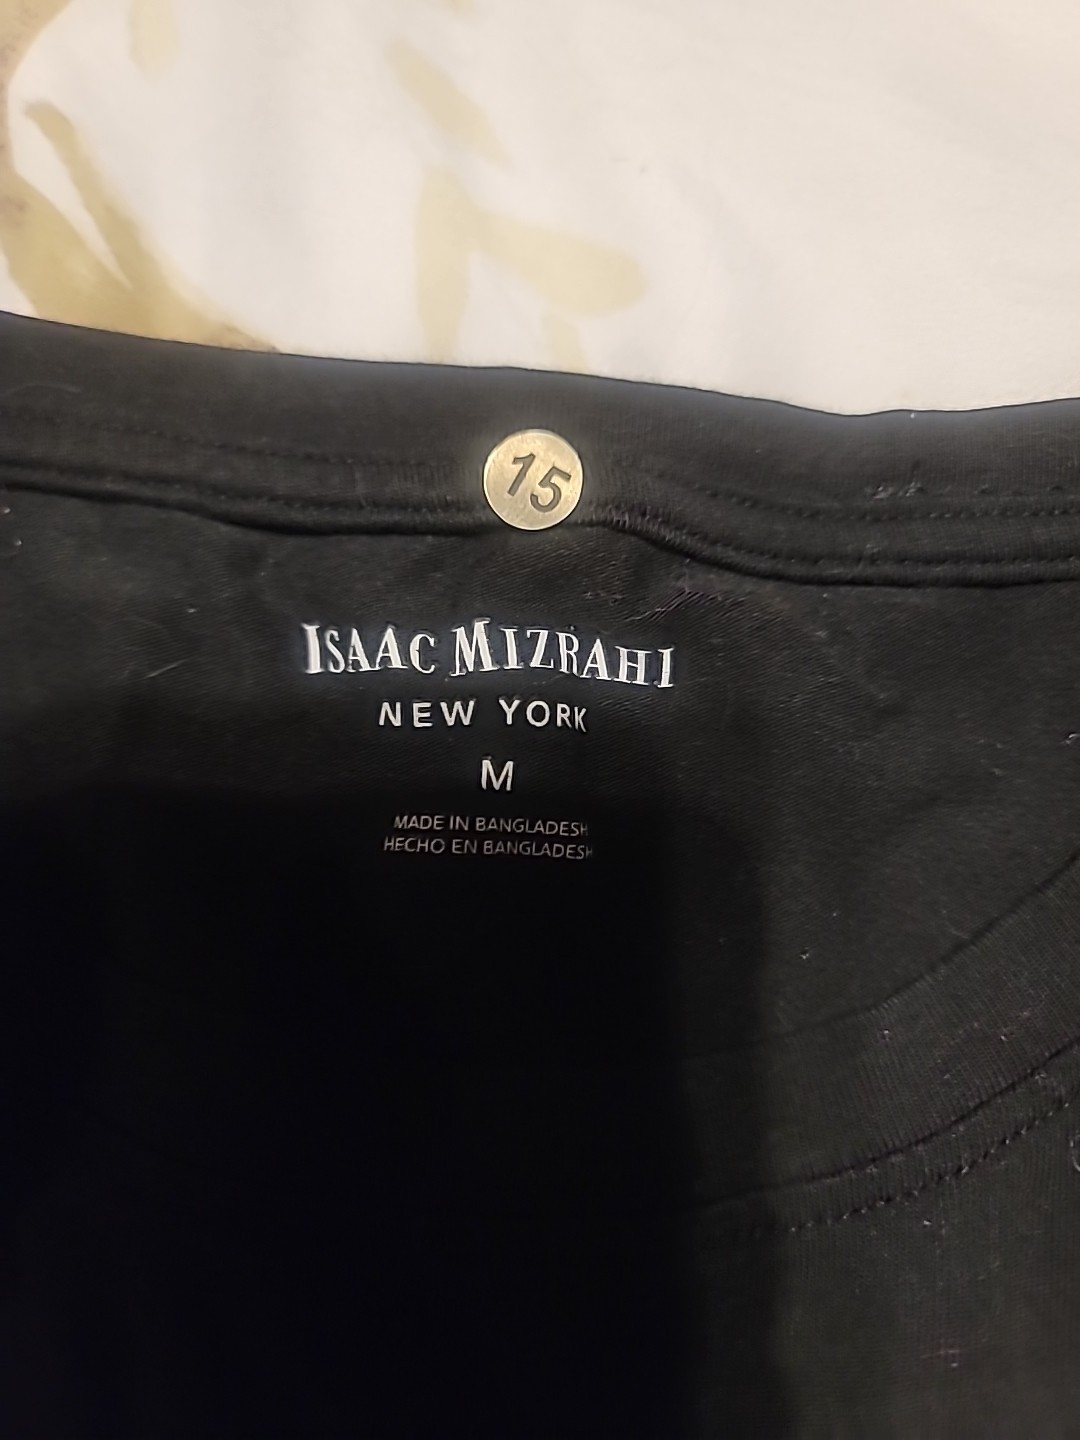 15
ISAAC MIZRAHI
NEW YORK
M
MADE IN BANGLADESH
HECHO EN BANGLADESH